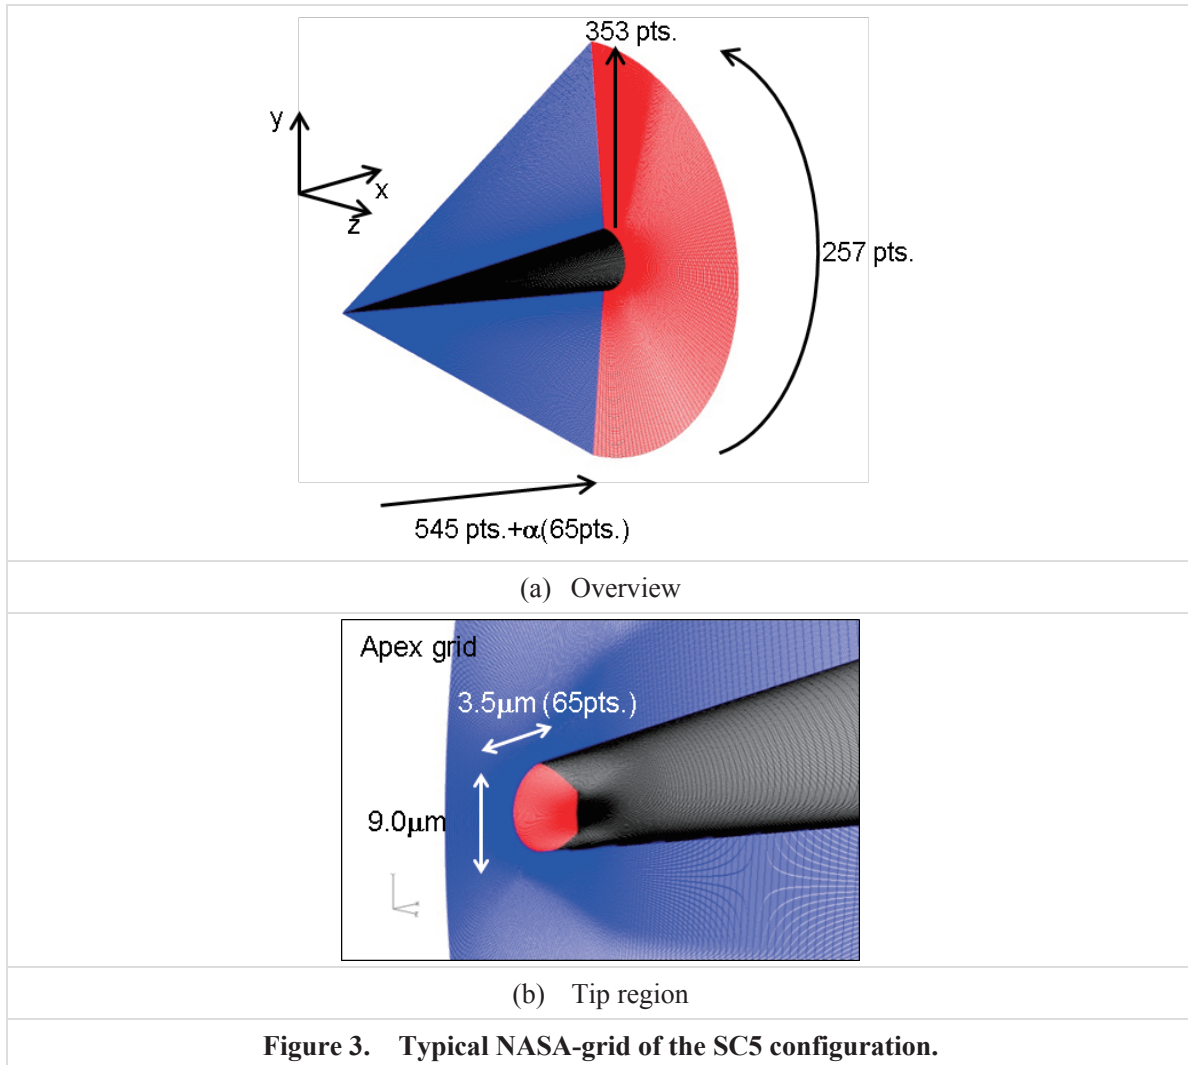 353 pts.
y
x
z
257 pts.
545 pts.+α(65pts.)
(a) Overview
Apex grid
3.5μm (65pts.)
9.0μm
(b) Tip region
Figure 3. Typical NASA-grid of the SC5 configuration.